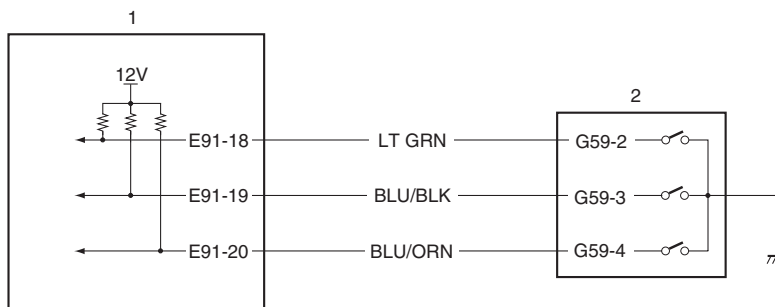 1
12V
2
E91-18 LT GRN G59-2
E91-19 BLU/BLK G59-3
E91-20 BLU/ORN G59-4